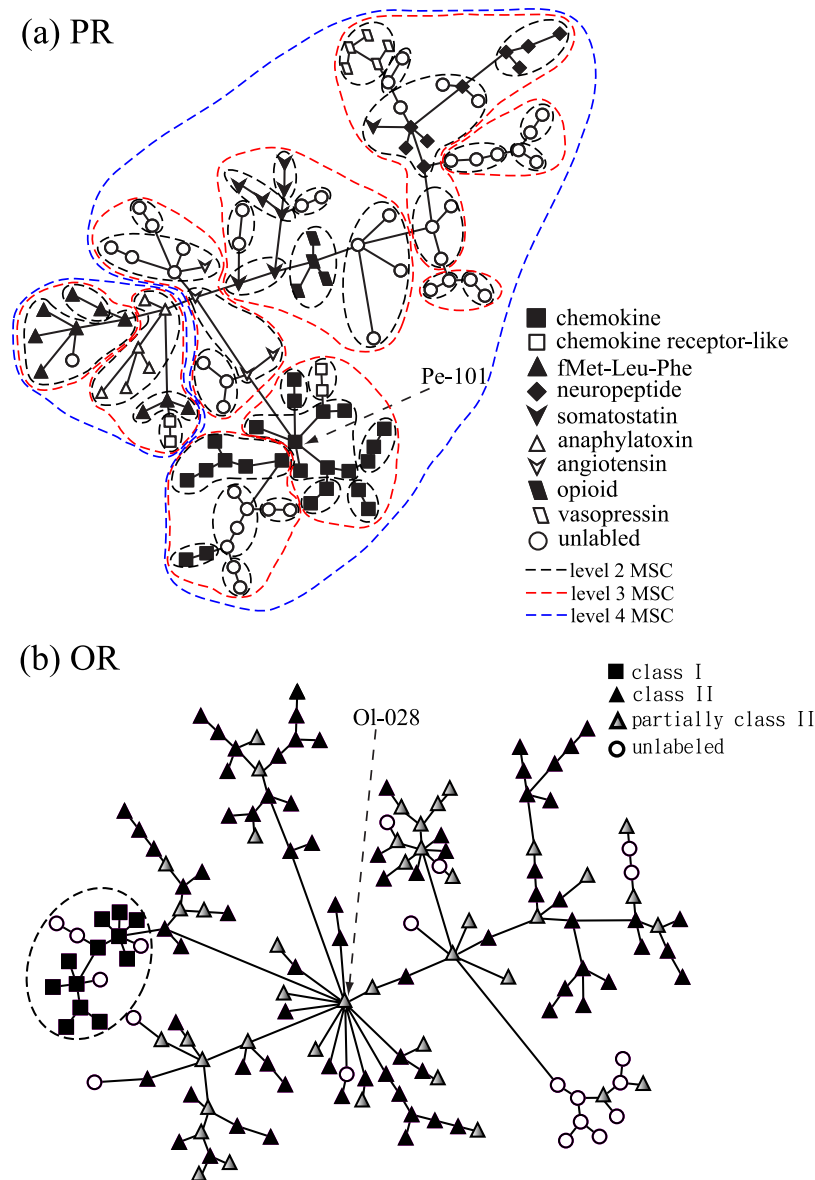 (a) PR
Pe-101
chemokine
chemokine receptor-like
fMet-Leu-Phe
neuropeptide
somatostatin
anaphylatoxin
angiotensin
opioid
vasopressin
unlabled
level 2 MSC
level 3 MSC
level 4 MSC
(b) OR
Ol-028
class I
class II
partially class II
unlabeled